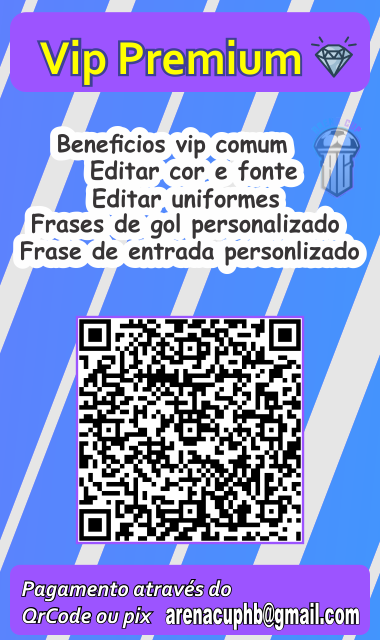 Vip Premium
Beneficios vip comum
Editar cor e fonte
Editar uniformes
Frases de gol personalizado
Frase de entrada personlizado
Pagamento através do
QrCode ou pix arenacuphb@gmail.com